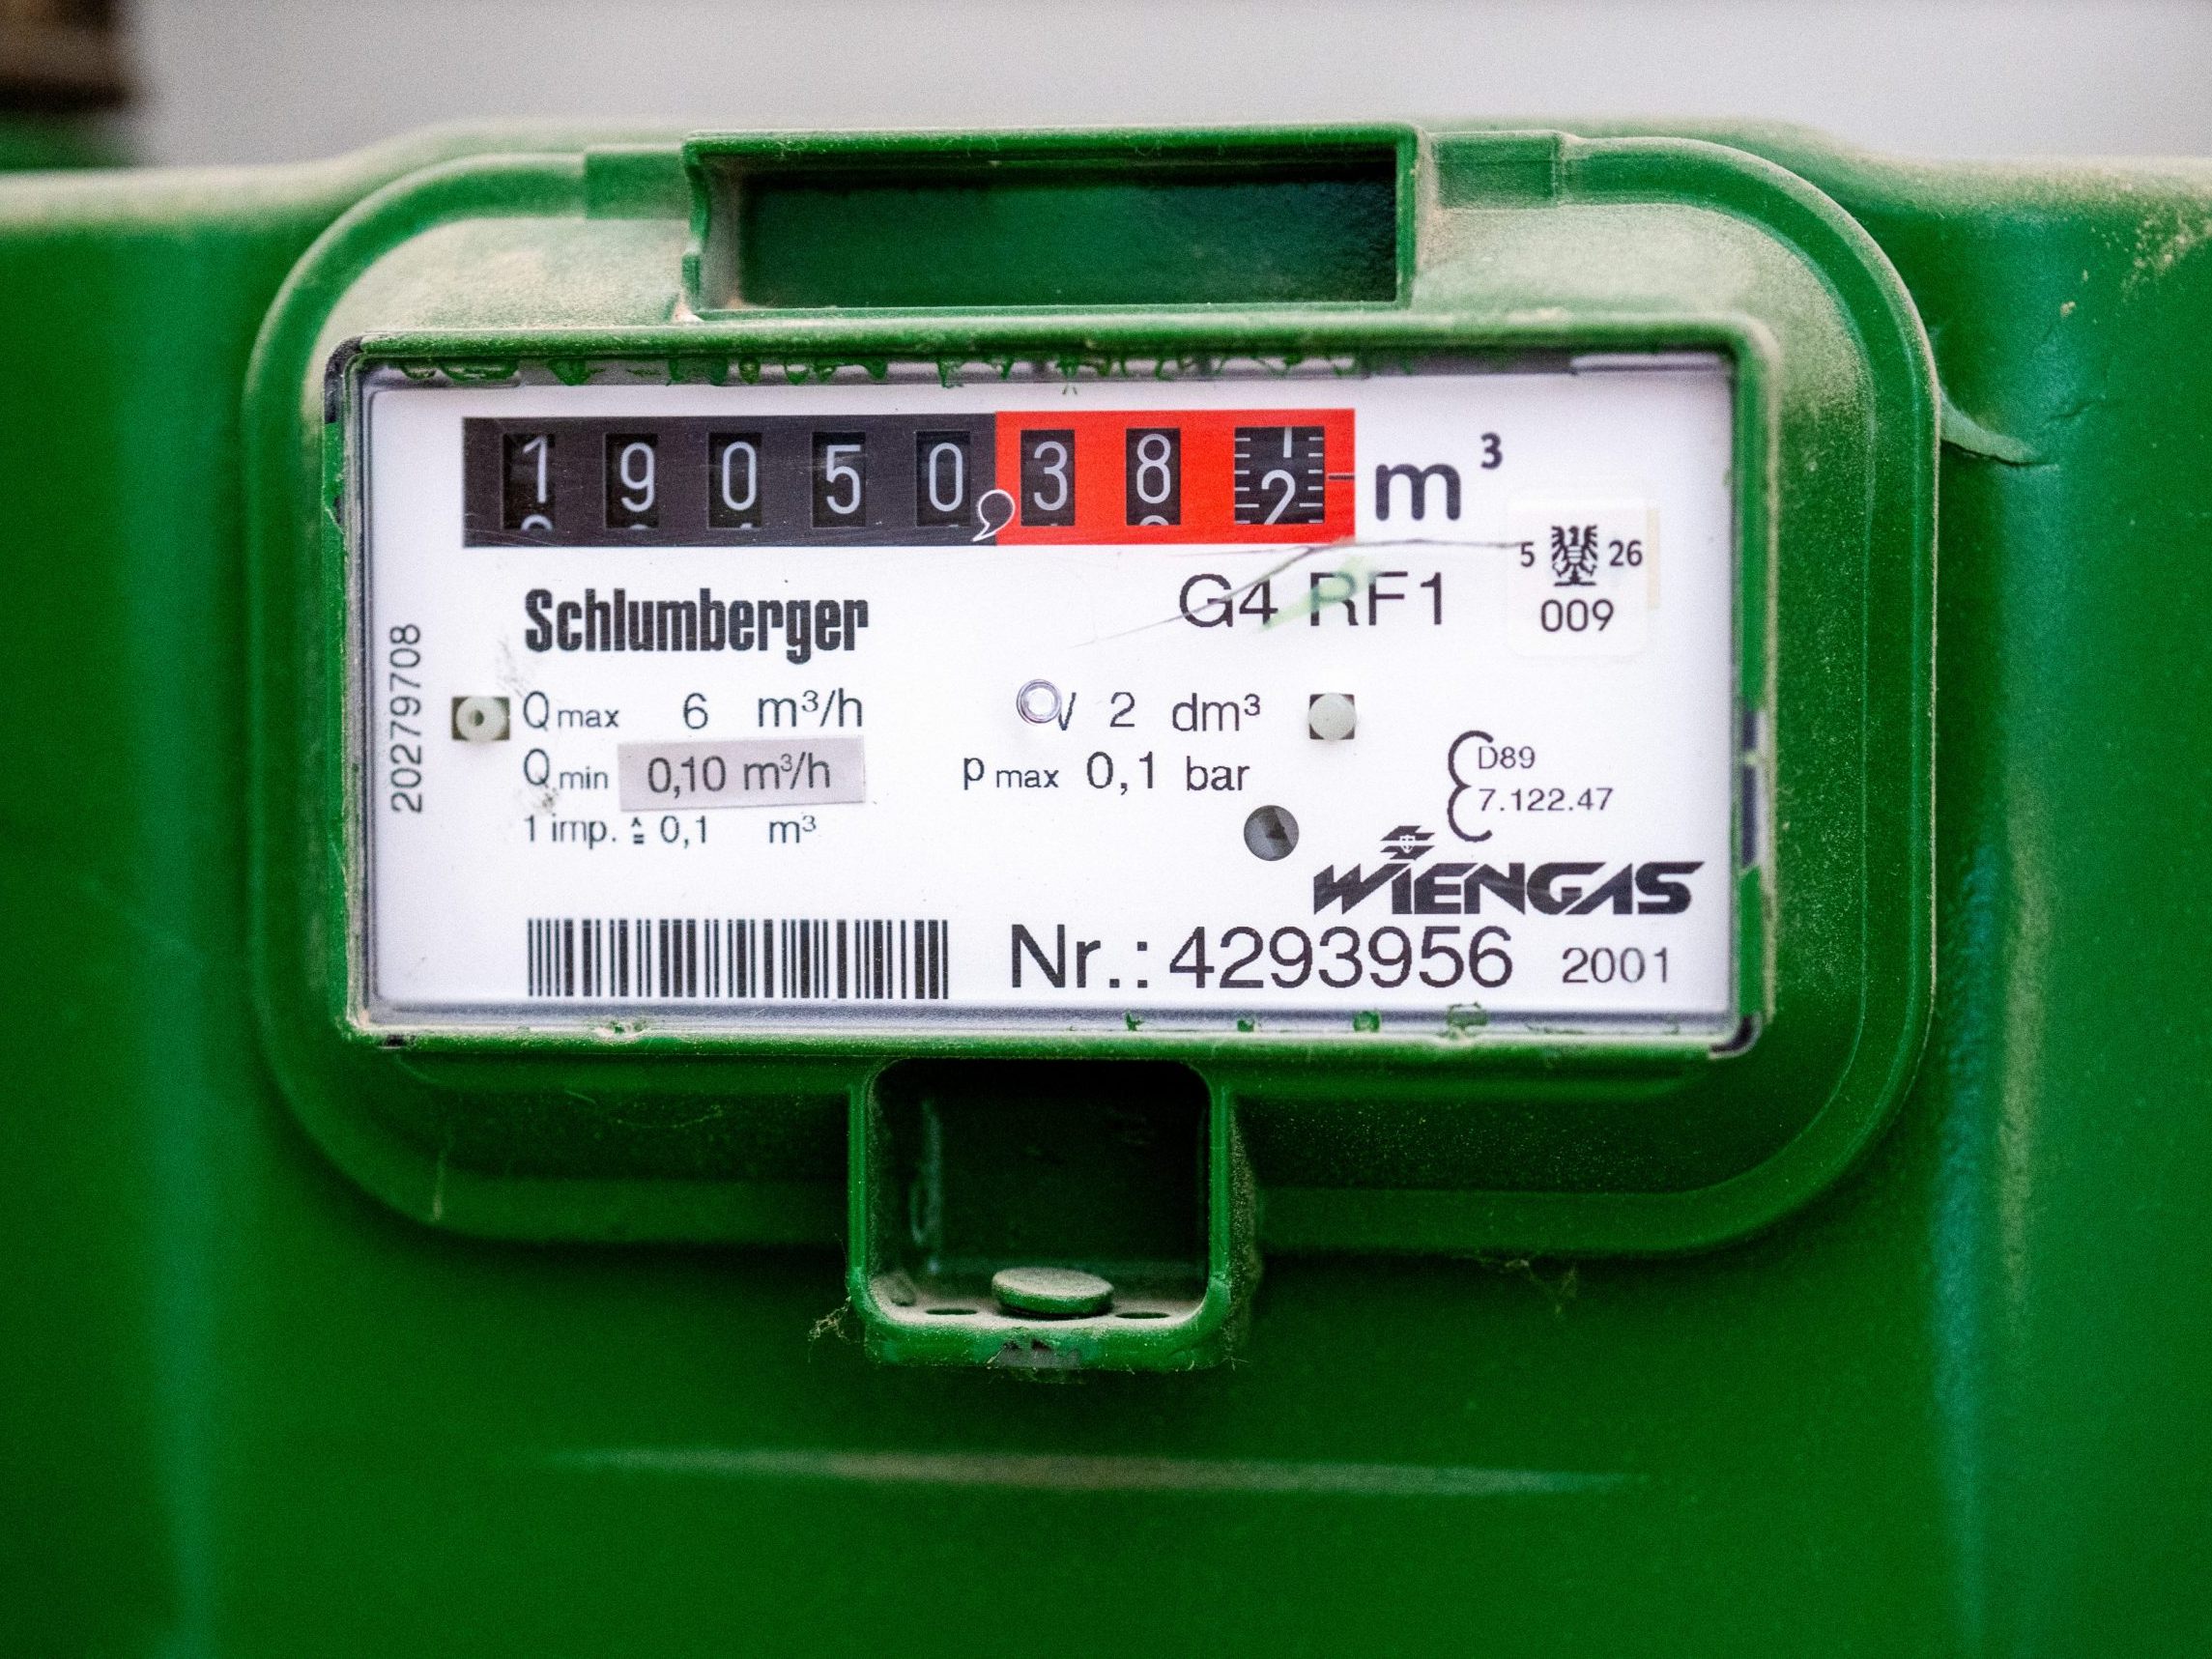 19050,382 m³
5 26
009
Schlumberger
G4 RF1
20279708
Qmax 6 m³/h
V 2 dm³
Qmin 0,10 m³/h
pmax 0,1 bar
D89
7.122.47
1 imp. ≙ 0,1 m³
WIENGAS
Nr.: 4293956 2001